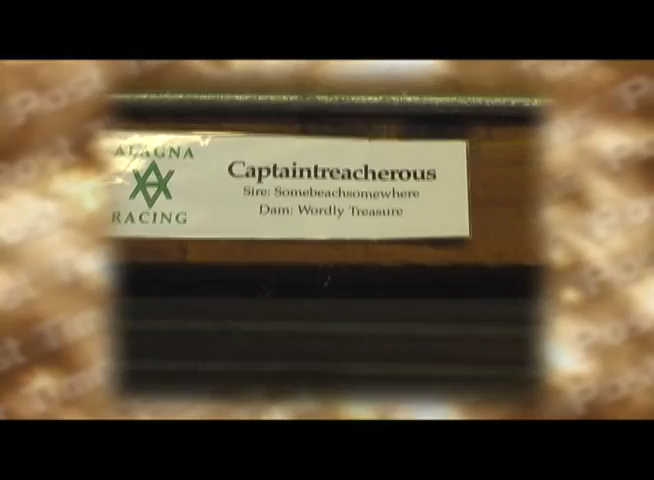 ALAGNA
RACING
Captaintreacherous
Sire: Somebeachsomewhere
Dam: Wordly Treasure